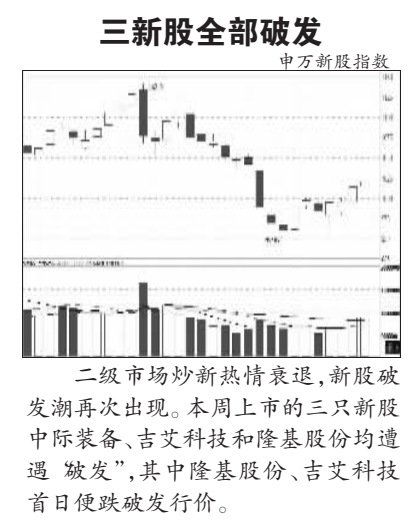 三新股全部破发
申万新股指数
二级市场炒新热情衰退,新股破
发潮再次出现。本周上市的三只新股
中际装备、吉艾科技和隆基股份均遭
遇 破发”,其中隆基股份、吉艾科技
首日便跌破发行价。